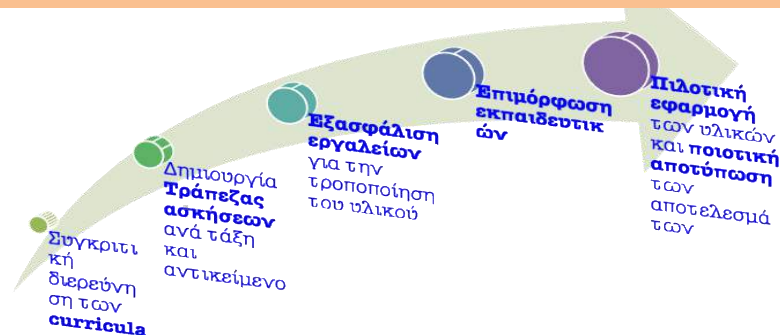 Συγκριτι
κή
διερεύνη
ση των
curricula
Δημιουργία
Τράπεζας
ασκήσεων
ανά τάξη
και
αντικείμενο
Εξασφάλιση
εργαλείων
για την
τροποποίηση
του υλικού
Επιμόρφωση
εκπαιδευτικ
ών
Πιλοτική
εφαρμογή
των υλικών
και ποιοτική
αποτύπωση
των
αποτελεσμά
των